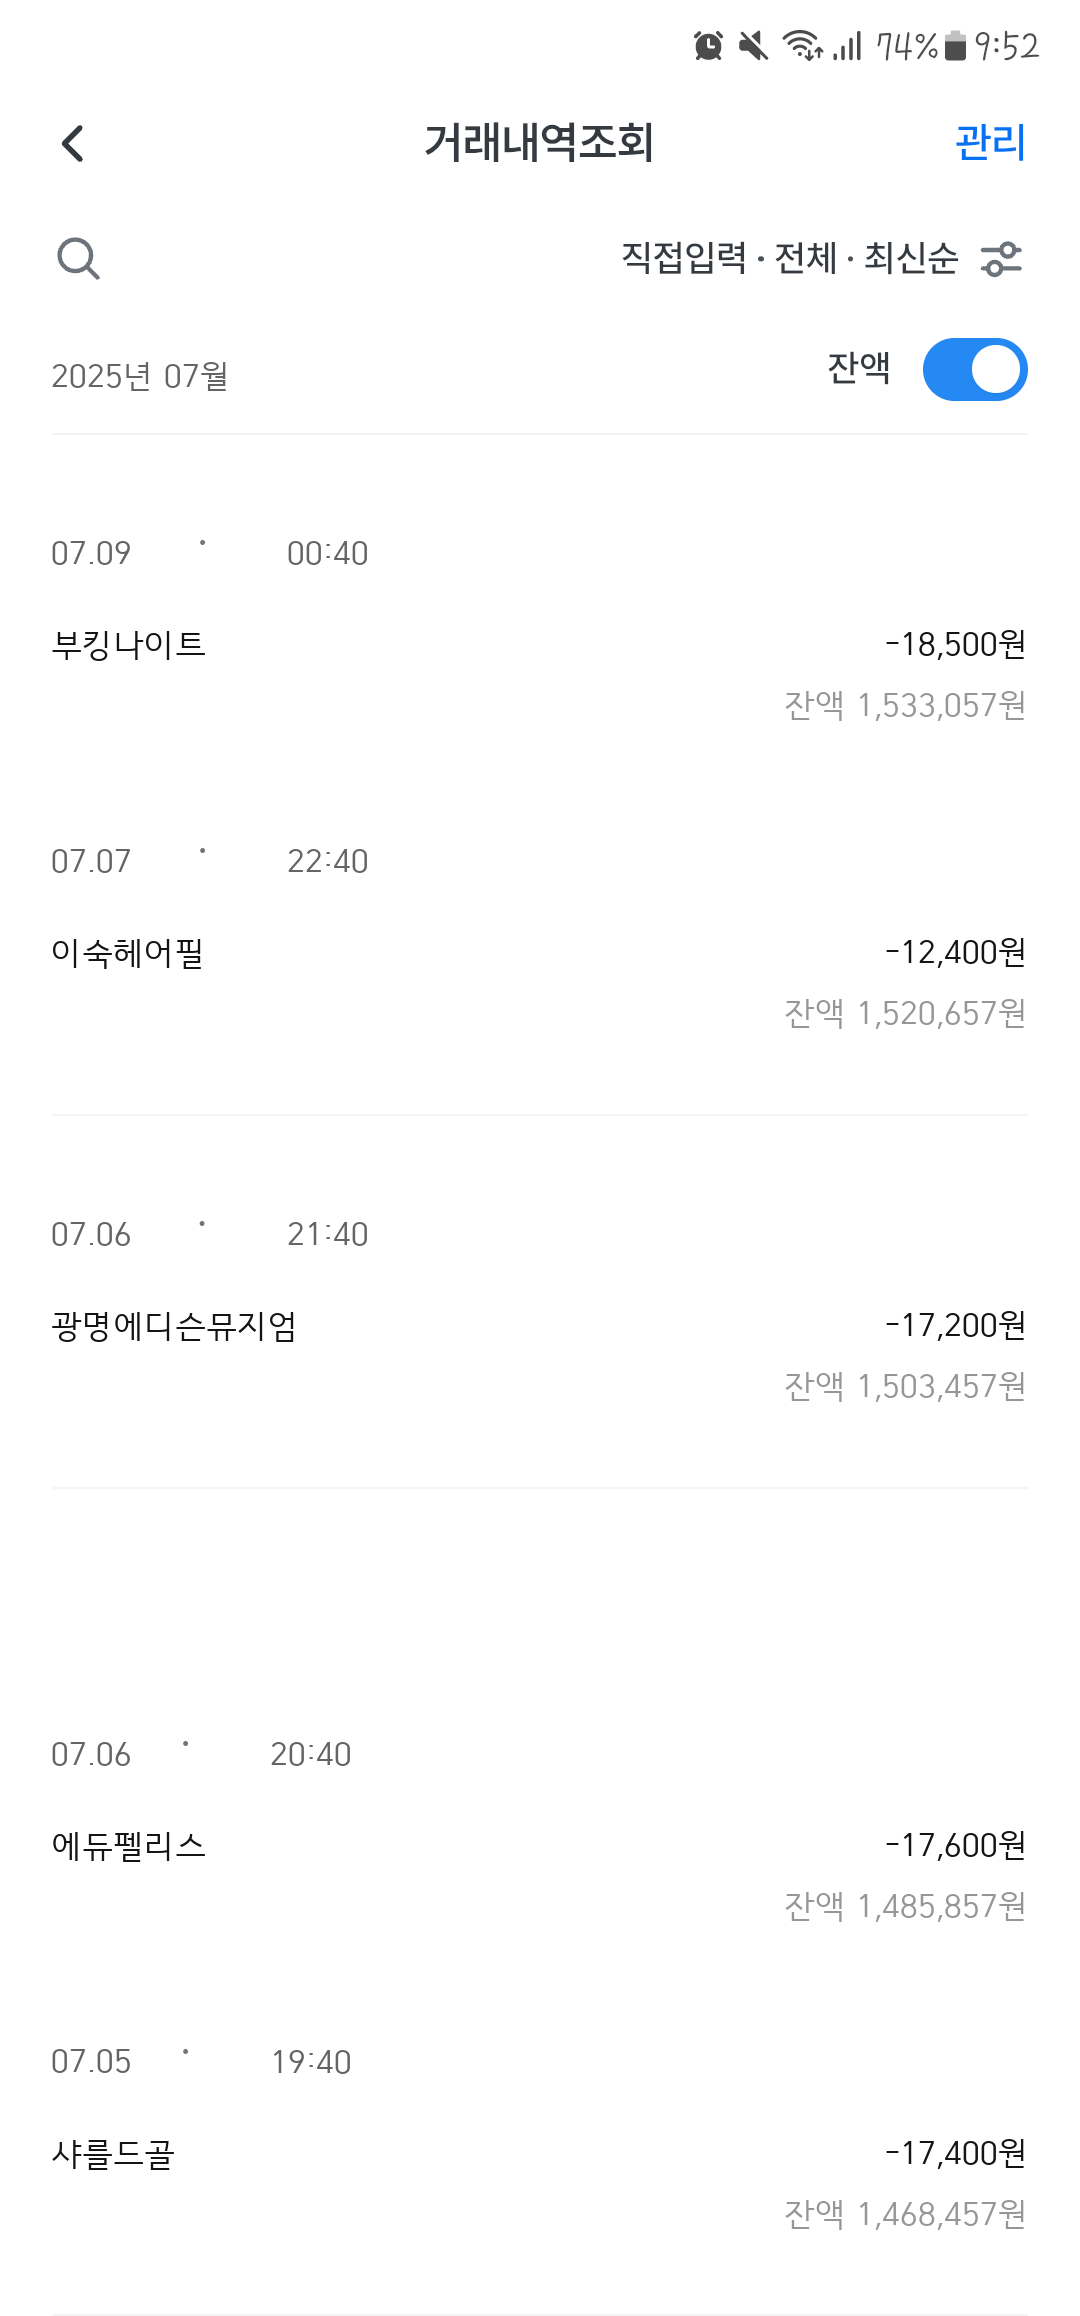 74% 9:52
거래내역조회 관리
직접입력 · 전체 · 최신순
2025년 07월 잔액
07.09 · 00:40
부킹나이트 -18,500원
잔액 1,533,057원
07.07 · 22:40
이숙헤어필 -12,400원
잔액 1,520,657원
07.06 · 21:40
광명에디슨뮤지엄 -17,200원
잔액 1,503,457원
07.06 · 20:40
에듀펠리스 -17,600원
잔액 1,485,857원
07.05 · 19:40
샤를드골 -17,400원
잔액 1,468,457원